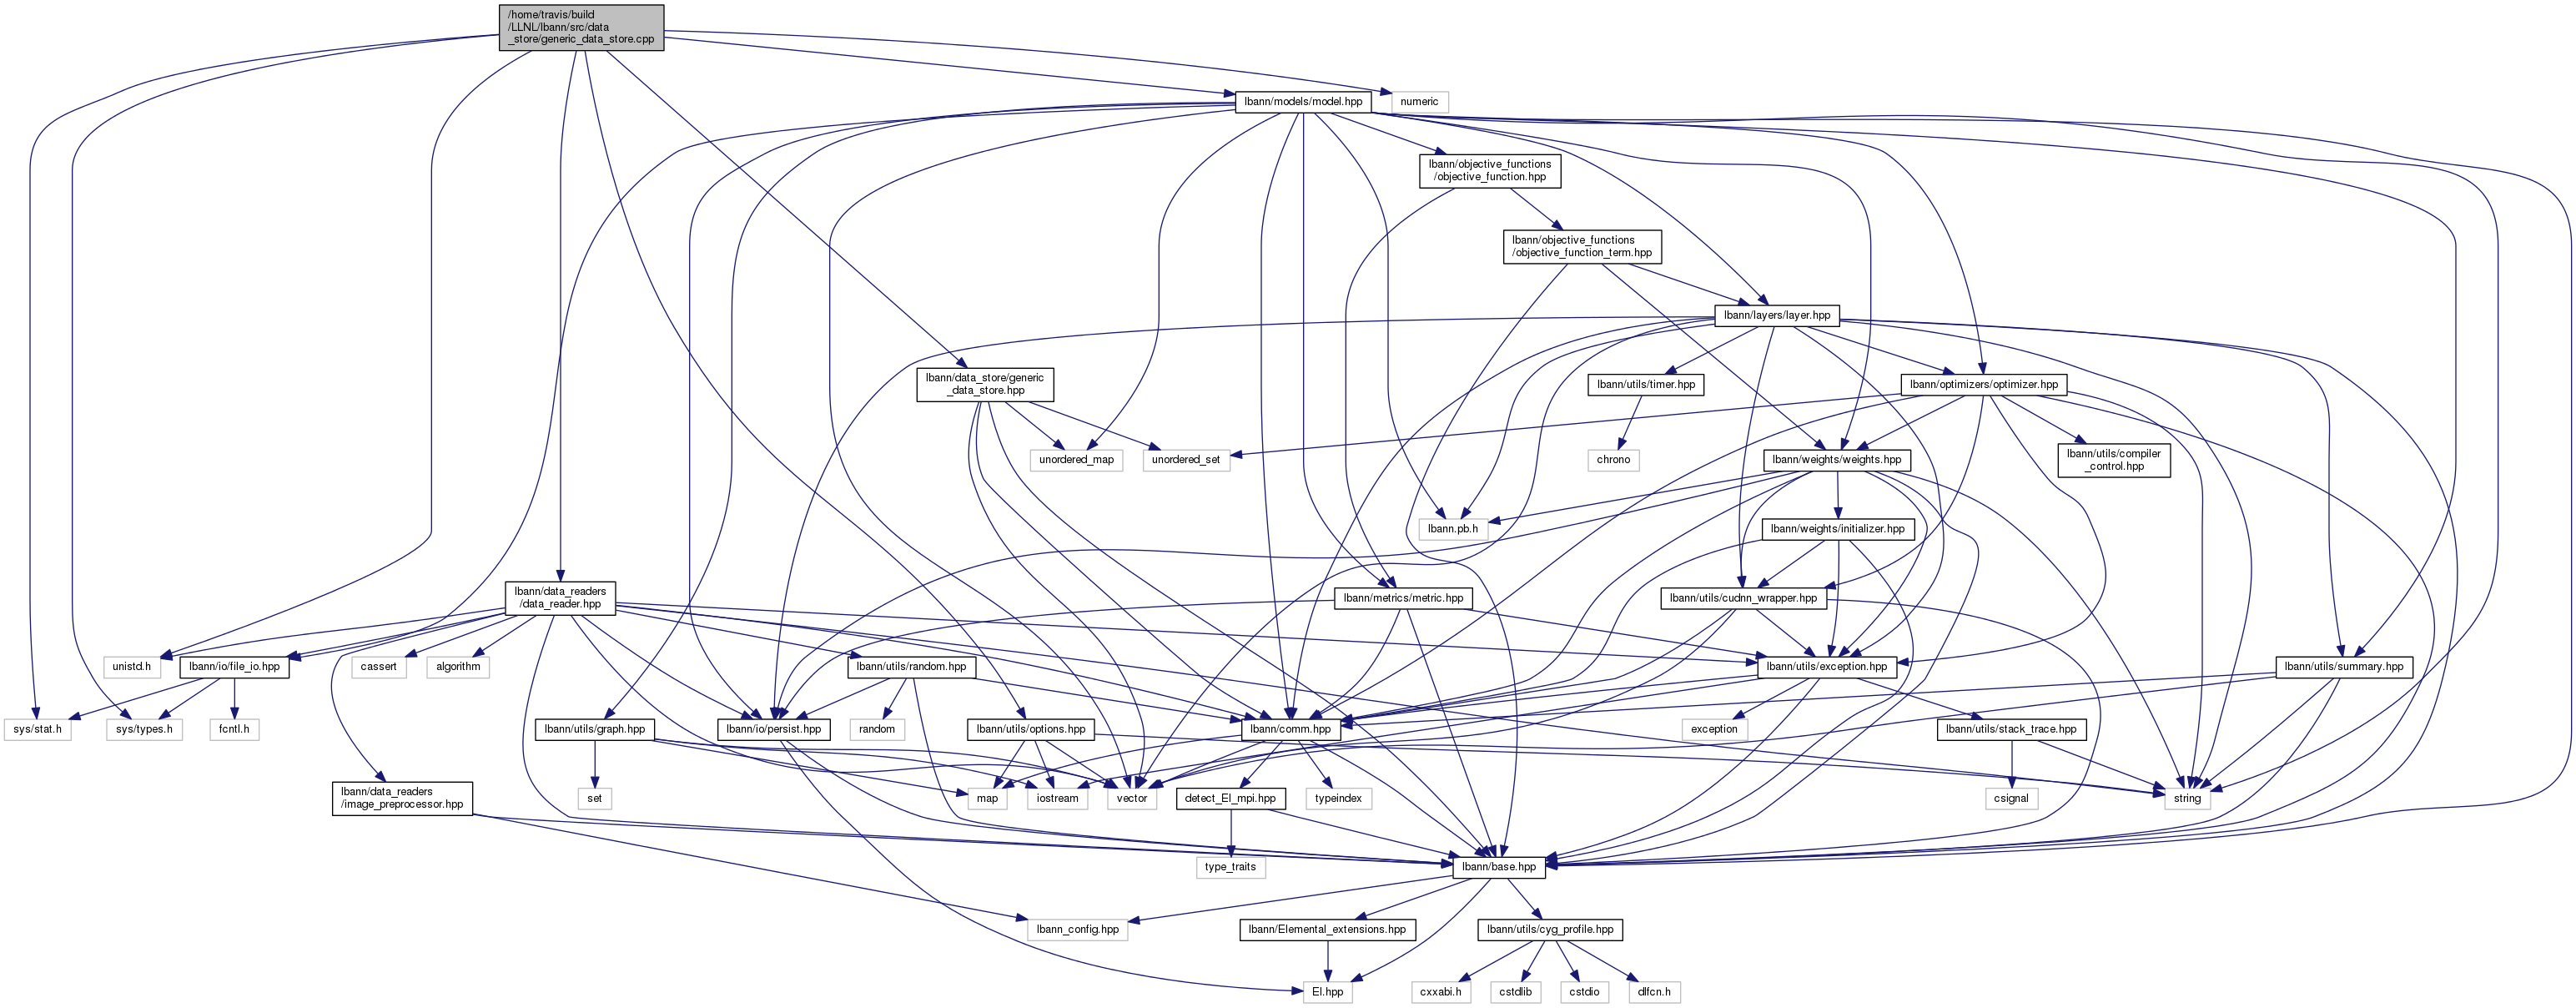 /home/travis/build
/LLNL/lbann/src/data
_store/generic_data_store.cpp
lbann/models/model.hpp
numeric
lbann/objective_functions
/objective_function.hpp
lbann/objective_functions
/objective_function_term.hpp
lbann/layers/layer.hpp
lbann/data_store/generic
_data_store.hpp
lbann/utils/timer.hpp
lbann/optimizers/optimizer.hpp
unordered_map
unordered_set
chrono
lbann/weights/weights.hpp
lbann/utils/compiler
_control.hpp
lbann.pb.h
lbann/weights/initializer.hpp
lbann/data_readers
/data_reader.hpp
lbann/metrics/metric.hpp
lbann/utils/cudnn_wrapper.hpp
unistd.h
lbann/io/file_io.hpp
cassert
algorithm
lbann/utils/random.hpp
lbann/utils/exception.hpp
lbann/utils/summary.hpp
sys/stat.h
sys/types.h
fcntl.h
lbann/utils/graph.hpp
lbann/io/persist.hpp
random
lbann/utils/options.hpp
lbann/comm.hpp
exception
lbann/utils/stack_trace.hpp
lbann/data_readers
/image_preprocessor.hpp
set
map
iostream
vector
detect_El_mpi.hpp
typeindex
csignal
string
type_traits
lbann/base.hpp
lbann_config.hpp
lbann/Elemental_extensions.hpp
lbann/utils/cyg_profile.hpp
El.hpp
cxxabi.h
cstdlib
cstdio
dlfcn.h